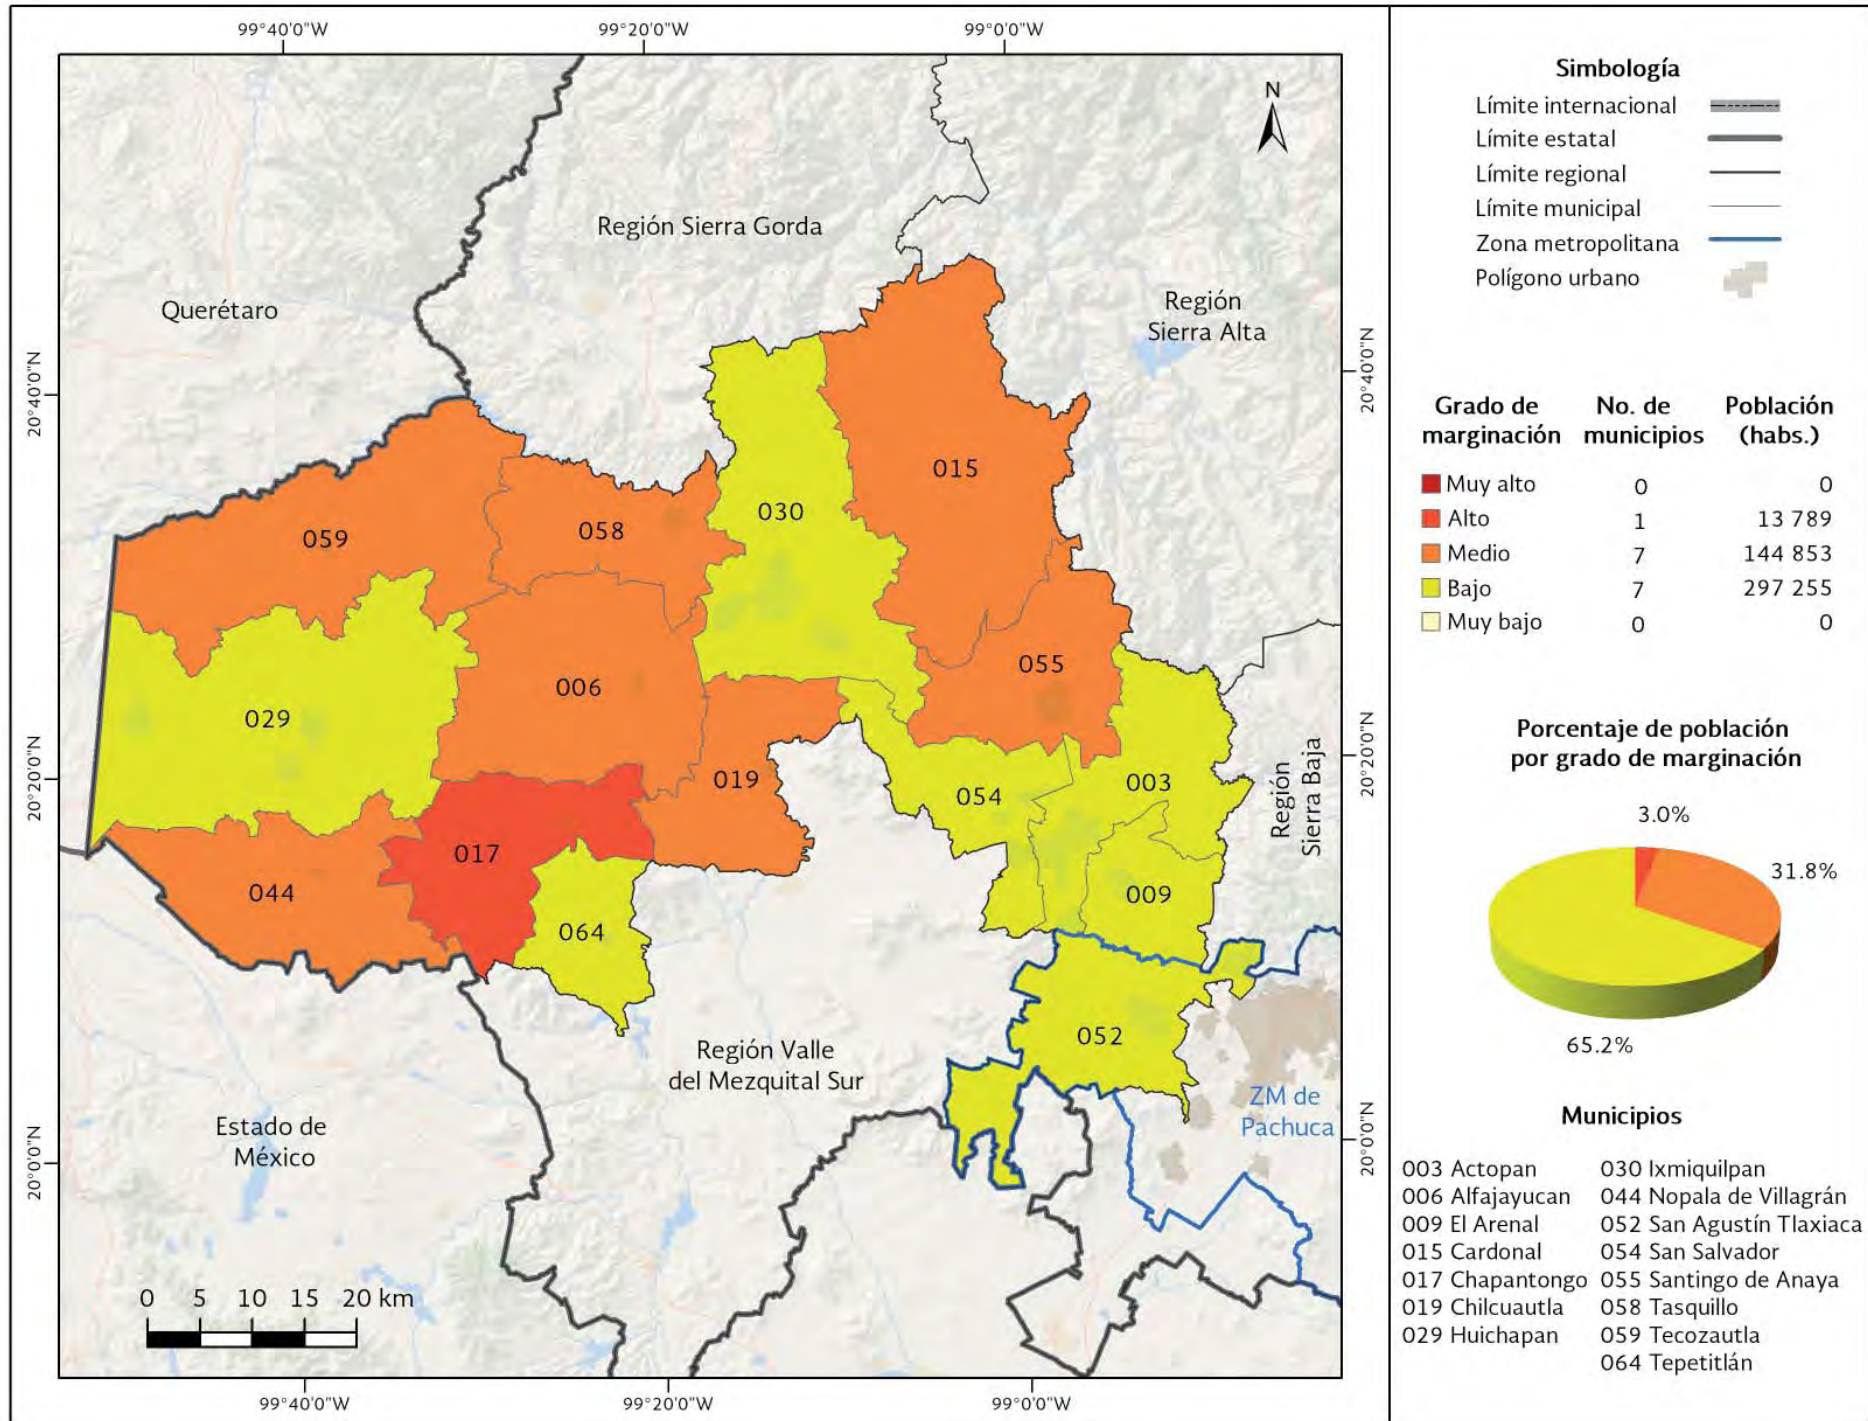 99°40'0"W 99°20'0"W 99°0'0"W
N
Región Sierra Gorda
Querétaro
Región
Sierra Alta
20°40'0"N
20°40'0"N
015
030
059
058
055
006
029
20°20'0"N
20°20'0"N
019
003
054
Región
Sierra Baja
017
044
009
064
052
Región Valle
del Mezquital Sur
ZM de
Pachuca
Estado de
México
20°0'0"N
20°0'0"N
0 5 10 15 20 km
99°40'0"W 99°20'0"W 99°0'0"W
Simbología
Límite internacional
Límite estatal
Límite regional
Límite municipal
Zona metropolitana
Polígono urbano
Grado de marginación No. de municipios Población (habs.)
Muy alto 0 0
Alto 1 13 789
Medio 7 144 853
Bajo 7 297 255
Muy bajo 0 0
Porcentaje de población
por grado de marginación
3.0%
31.8%
65.2%
Municipios
003 Actopan
006 Alfajayucan
009 El Arenal
015 Cardonal
017 Chapantongo
019 Chilcuautla
029 Huichapan
030 Ixmiquilpan
044 Nopala de Villagrán
052 San Agustín Tlaxiaca
054 San Salvador
055 Santingo de Anaya
058 Tasquillo
059 Tecozautla
064 Tepetitlán